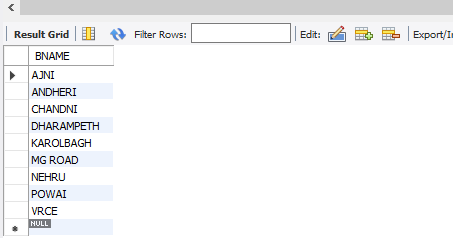 Result Grid Filter Rows: Edit: Export/In
BNAME
AJNI
ANDHERI
CHANDNI
DHARAMPETH
KAROLBAGH
MG ROAD
NEHRU
POWAI
VRCE
NULL